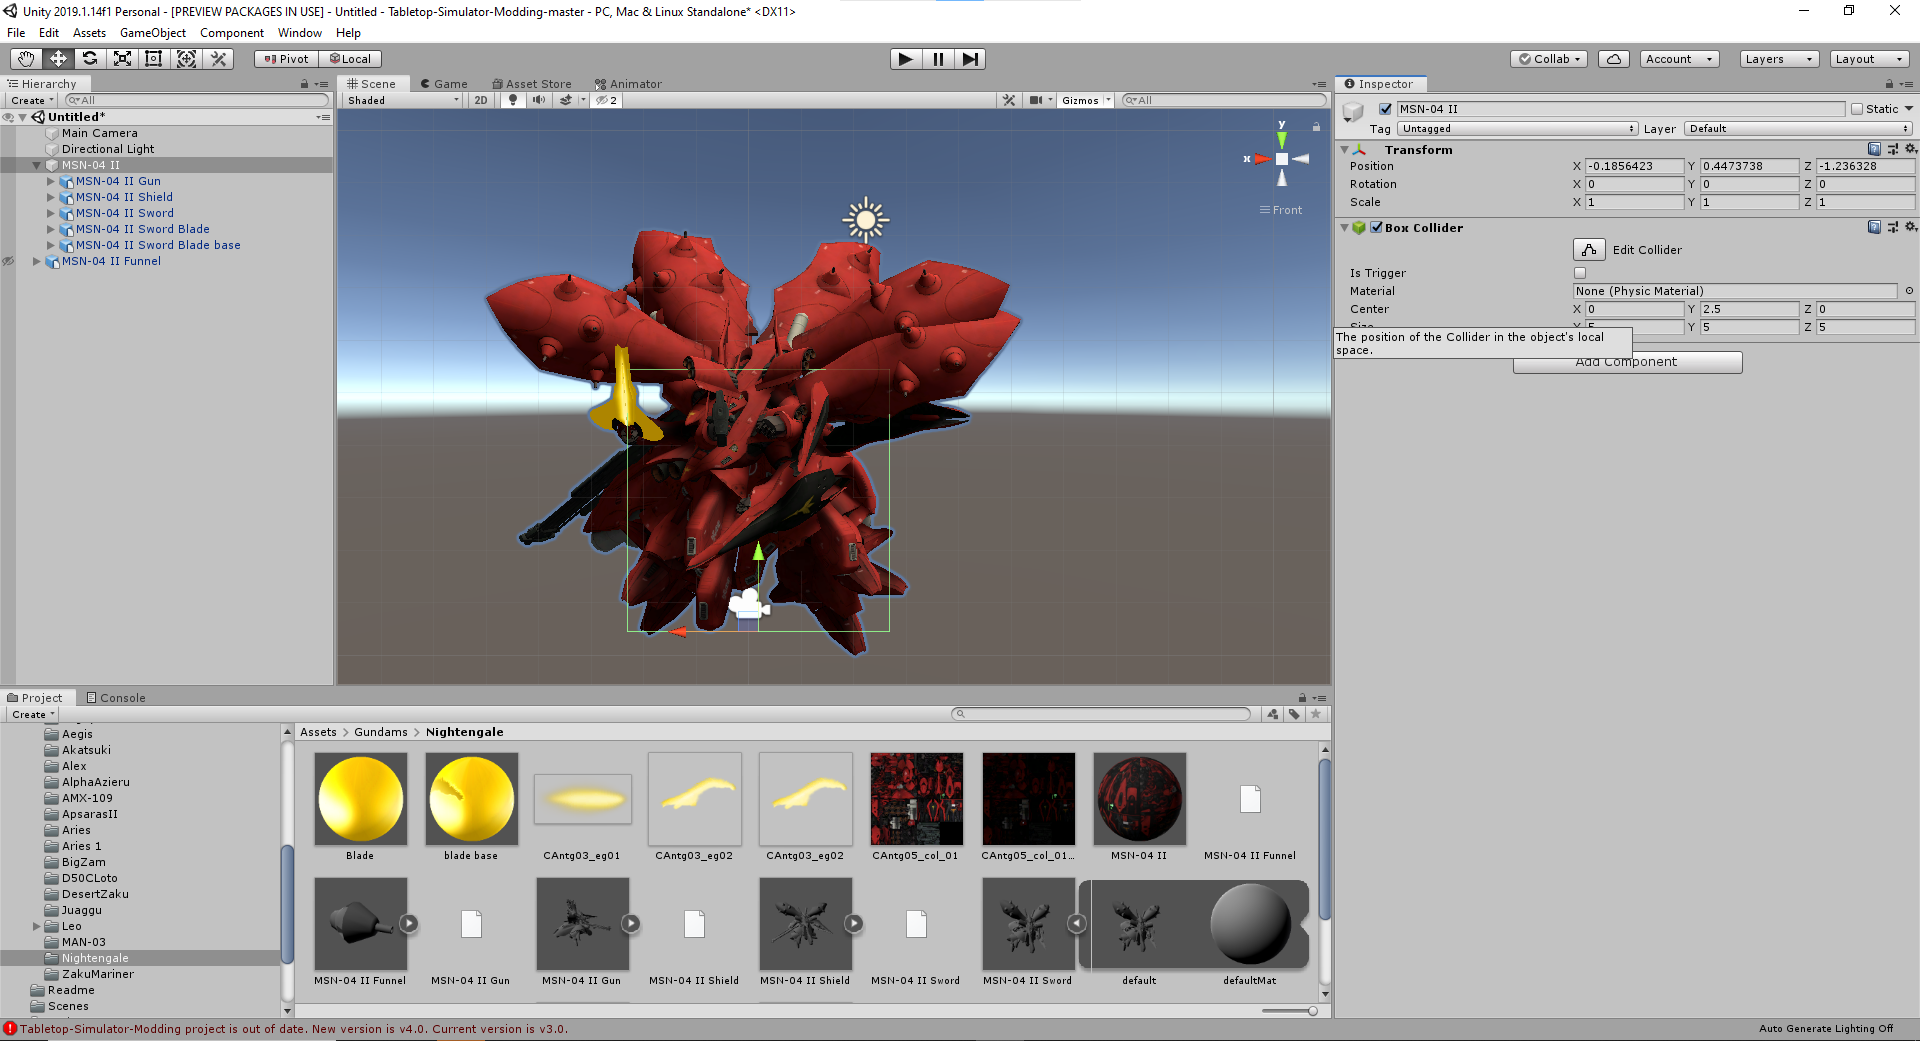 Unity 2019.1.14f1 Personal - [PREVIEW PACKAGES IN USE] - Untitled - Tabletop-Simulator-Modding-master - PC, Mac & Linux Standalone* <DX11>
File Edit Assets GameObject Component Window Help
Pivot Local Collab Account Layers Layout
Hierarchy
Create All
Untitled*
Main Camera
Directional Light
MSN-04 II
MSN-04 II Gun
MSN-04 II Shield
MSN-04 II Sword
MSN-04 II Sword Blade
MSN-04 II Sword Blade base
MSN-04 II Funnel
Scene Game Asset Store Animator
Shaded 2D 2 Gizmos All
y
x
Front
Inspector
MSN-04 II Static
Tag Untagged Layer Default
Transform
Position X -0.1856423 Y 0.4473738 Z -1.236328
Rotation X 0 Y 0 Z 0
Scale X 1 Y 1 Z 1
Box Collider
Edit Collider
Is Trigger
Material None (Physic Material)
Center X 0 Y 2.5 Z 0
Size X 5 Y 5 Z 5
The position of the Collider in the object's local
space.
Add Component
Project Console
Create
Aegis
Akatsuki
Alex
AlphaAzieru
AMX-109
ApsarasII
Aries
Aries 1
BigZam
D50CLoto
DesertZaku
Juaggu
Leo
MAN-03
Nightengale
ZakuMariner
Readme
Scenes
Assets > Gundams > Nightengale
Blade blade base CAntg03_eg01 CAntg03_eg02 CAntg03_eg02 CAntg05_col_01 CAntg05_col_01... MSN-04 II MSN-04 II Funnel
MSN-04 II Funnel MSN-04 II Gun MSN-04 II Gun MSN-04 II Shield MSN-04 II Shield MSN-04 II Sword MSN-04 II Sword default defaultMat
Tabletop-Simulator-Modding project is out of date. New version is v4.0. Current version is v3.0.
Auto Generate Lighting Off